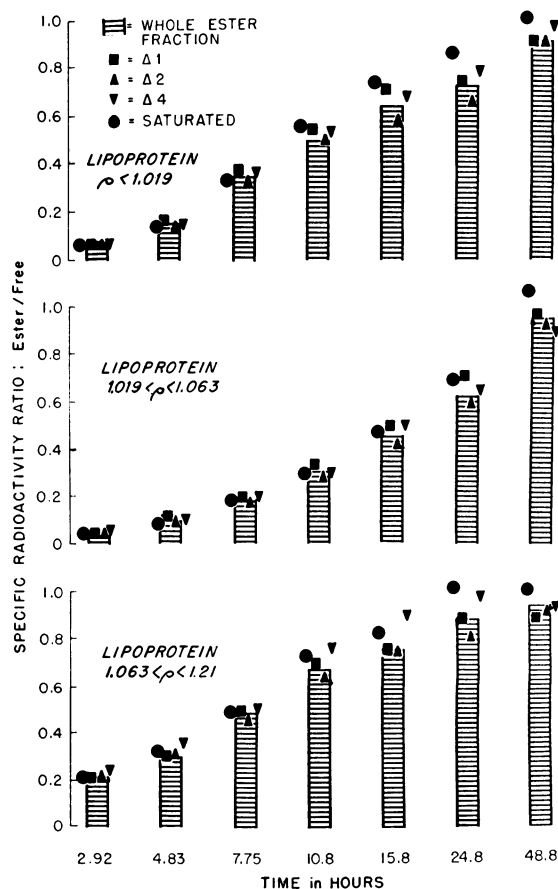 SPECIFIC RADIOACTIVITY RATIO: Ester/Free
1.0
0.8
0.6
0.4
0.2
0
= WHOLE ESTER
FRACTION
= Δ1
= Δ2
= Δ4
= SATURATED
LIPOPROTEIN
ρ<1.019
1.0
0.8
0.6
0.4
0.2
0
LIPOPROTEIN
1.019<ρ<1.063
1.0
0.8
0.6
0.4
0.2
0
LIPOPROTEIN
1.063<ρ<1.21
2.92 4.83 7.75 10.8 15.8 24.8 48.8
TIME in HOURS